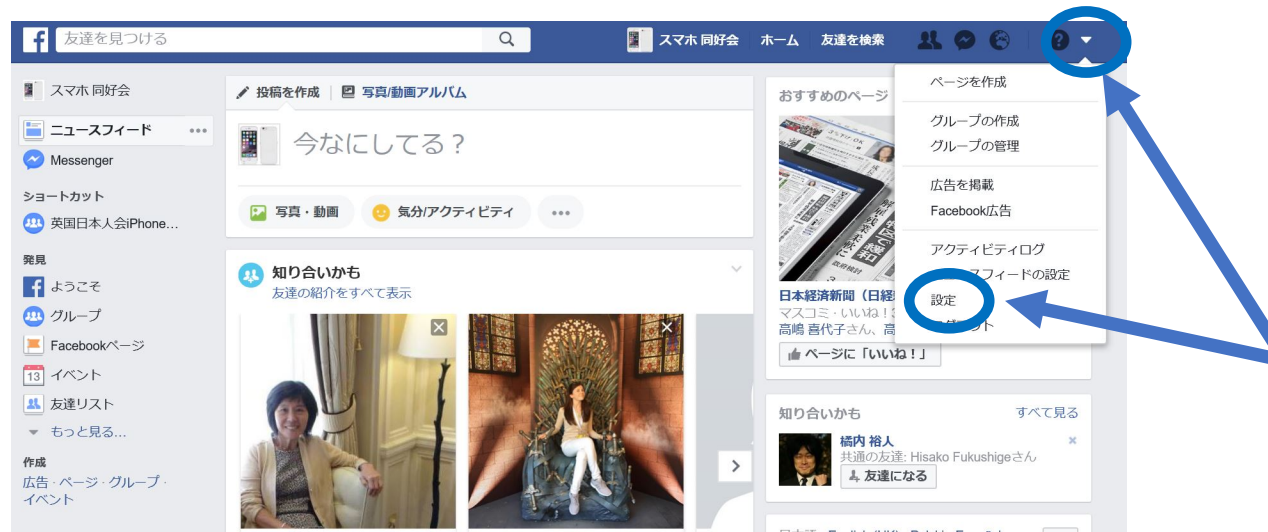 友達を見つける
スマホ 同好会 ホーム 友達を検索
スマホ 同好会
ニュースフィード
Messenger
ショートカット
英国日本人会iPhone...
発見
ようこそ
グループ
Facebookページ
13 イベント
友達リスト
もっと見る...
作成
広告 · ページ · グループ ·
イベント
投稿を作成 写真/動画アルバム
今なにしてる？
写真・動画 気分/アクティビティ
知り合いかも
友達の紹介をすべて表示
おすすめのページ
日本経済新聞（日経
マスコミ · いいね！
高嶋 喜代子さん、高
ページに「いいね！」
ページを作成
グループの作成
グループの管理
広告を掲載
Facebook広告
アクティビティログ
スフィードの設定
設定
知り合いかも すべて見る
橘内 裕人
共通の友達: Hisako Fukushigeさん
友達になる